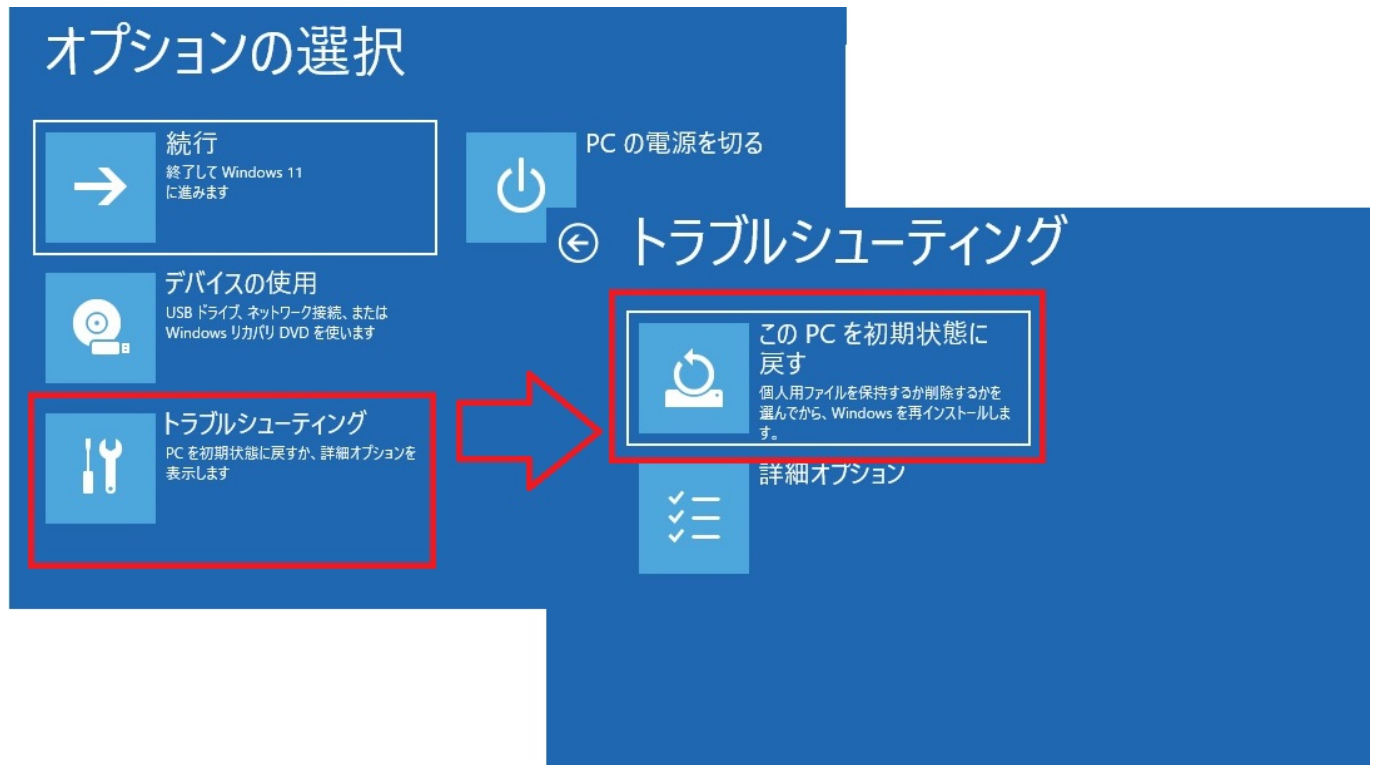 オプションの選択
続行
終了して Windows 11
に進みます
PC の電源を切る
デバイスの使用
USB ドライブ、ネットワーク接続、または
Windows リカバリ DVD を使います
トラブルシューティング
PC を初期状態に戻すか、詳細オプションを
表示します
トラブルシューティング
この PC を初期状態に
戻す
個人用ファイルを保持するか削除するかを
選んでから、Windows を再インストールしま
す。
詳細オプション